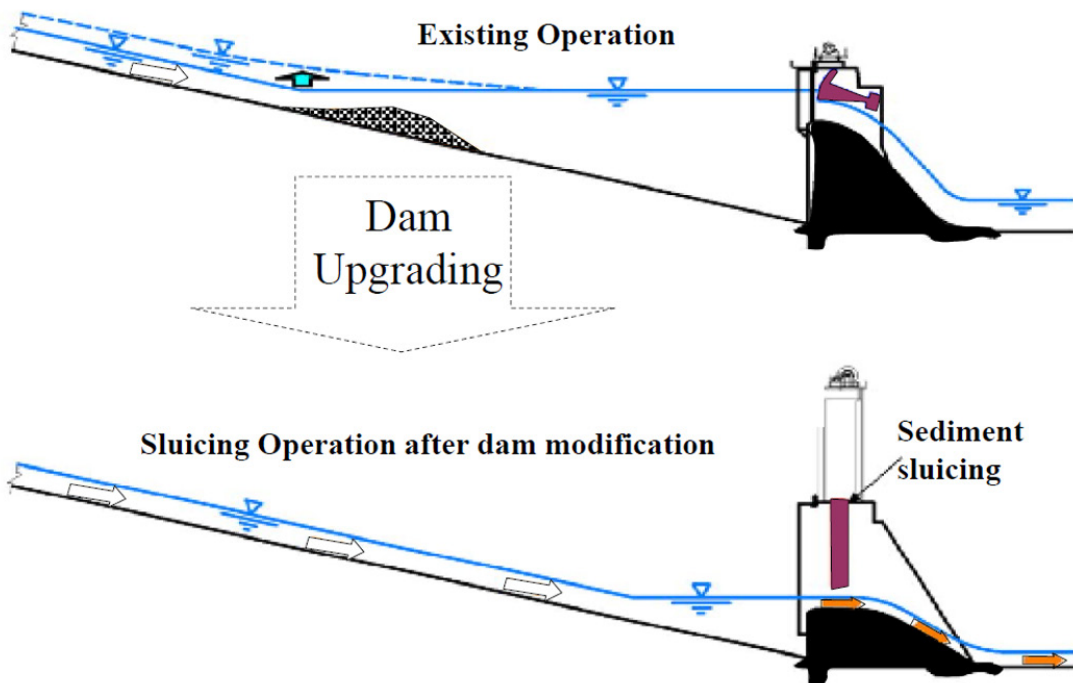 Existing Operation
Dam
Upgrading
Sluicing Operation after dam modification
Sediment
sluicing